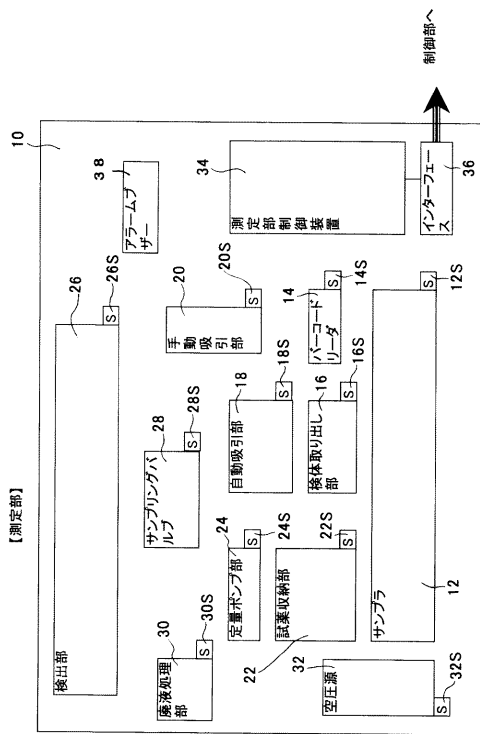 【測定部】
10
検出部
26
S
26S
アラームブ
ザー
38
廃液処理
部
30
S
30S
サンプリングバ
ルブ
28
S
28S
手動
吸引
部
20
S
20S
測定
部制
御装
置
34
定量ポンプ部
24
S
24S
自動吸引部
18
S
18S
試薬収納部
22
S
22S
検体取り出し
部
16
S
16S
バーコード
リーダ
14
S
14S
インターフェー
ス
36
制御部へ
空圧源
32
S
32S
サンプラ
12
S
12S